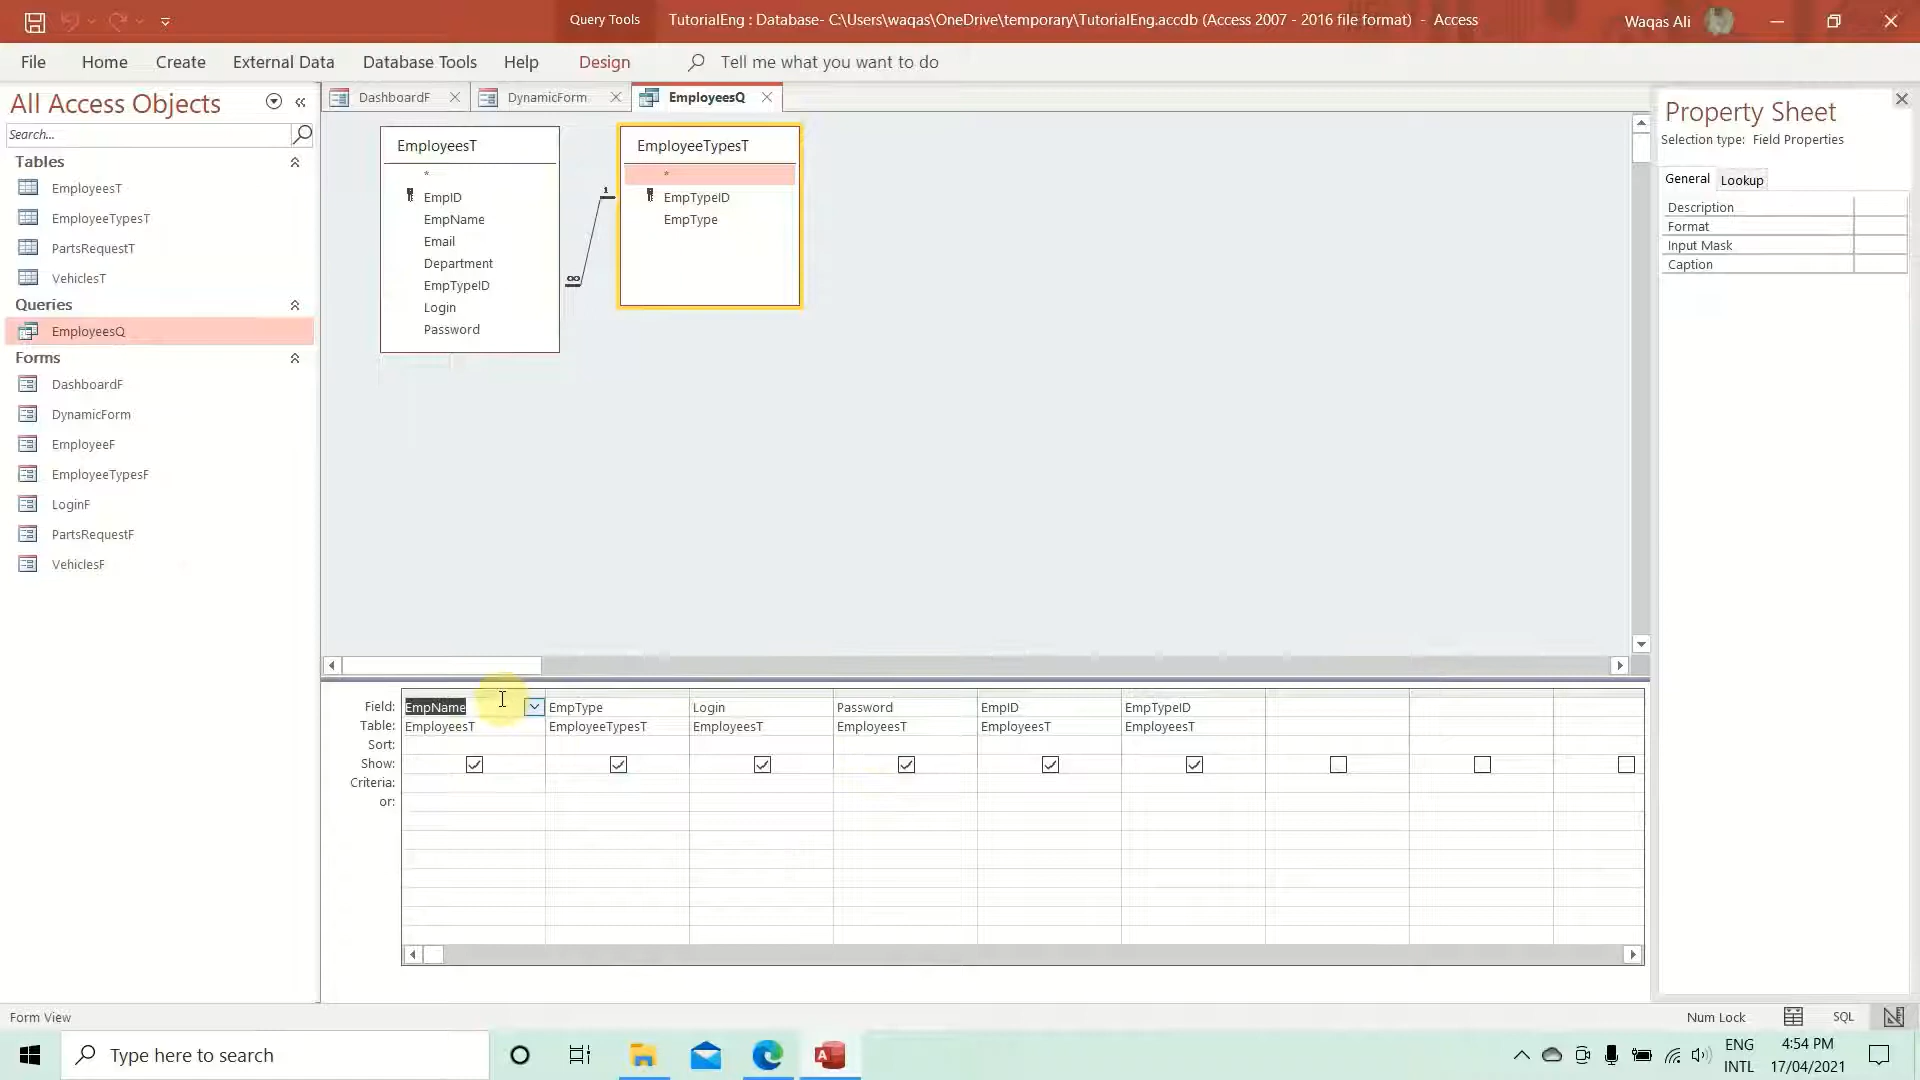 Query Tools
TutorialEng : Database- C:\Users\waqas\OneDrive\temporary\TutorialEng.accdb (Access 2007 - 2016 file format) - Access
Waqas Ali
File Home Create External Data Database Tools Help Design Tell me what you want to do
All Access Objects
Search...
Tables
EmployeesT
EmployeeTypesT
PartsRequestT
VehiclesT
Queries
EmployeesQ
Forms
DashboardF
DynamicForm
EmployeeF
EmployeeTypesF
LoginF
PartsRequestF
VehiclesF
DashboardF DynamicForm EmployeesQ
EmployeesT
*
EmpID
EmpName
Email
Department
EmpTypeID
Login
Password
1
∞
EmployeeTypesT
*
EmpTypeID
EmpType
Field: EmpName EmpType Login Password EmpID EmpTypeID
Table: EmployeesT EmployeeTypesT EmployeesT EmployeesT EmployeesT EmployeesT
Sort:
Show:
Criteria:
or:
Property Sheet
Selection type: Field Properties
General Lookup
Description
Format
Input Mask
Caption
Form View
Num Lock
SQL
Type here to search
ENG
INTL
4:54 PM
17/04/2021